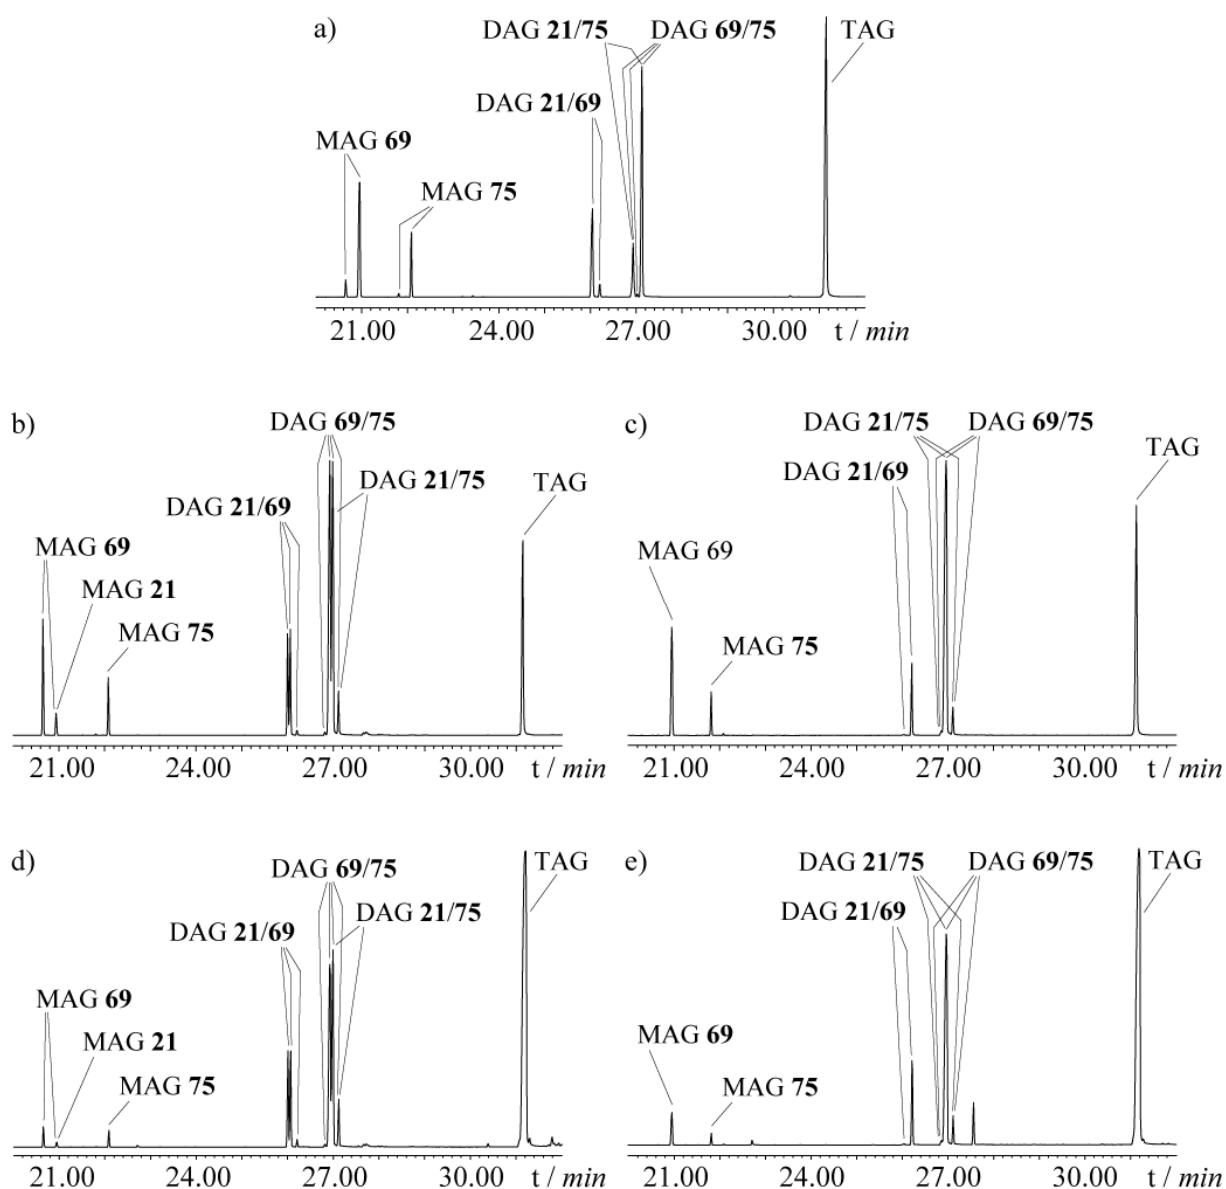 a)
DAG 21/75
DAG 69/75
TAG
DAG 21/69
MAG 69
MAG 75
21.00 24.00 27.00 30.00 t / min
b)
DAG 69/75
DAG 21/75
TAG
DAG 21/69
MAG 69
MAG 21
MAG 75
21.00 24.00 27.00 30.00 t / min
c)
DAG 21/75
DAG 69/75
TAG
DAG 21/69
MAG 69
MAG 75
21.00 24.00 27.00 30.00 t / min
d)
DAG 69/75
TAG
DAG 21/75
DAG 21/69
MAG 69
MAG 21
MAG 75
21.00 24.00 27.00 30.00 t / min
e)
DAG 21/75
DAG 69/75
TAG
DAG 21/69
MAG 69
MAG 75
21.00 24.00 27.00 30.00 t / min